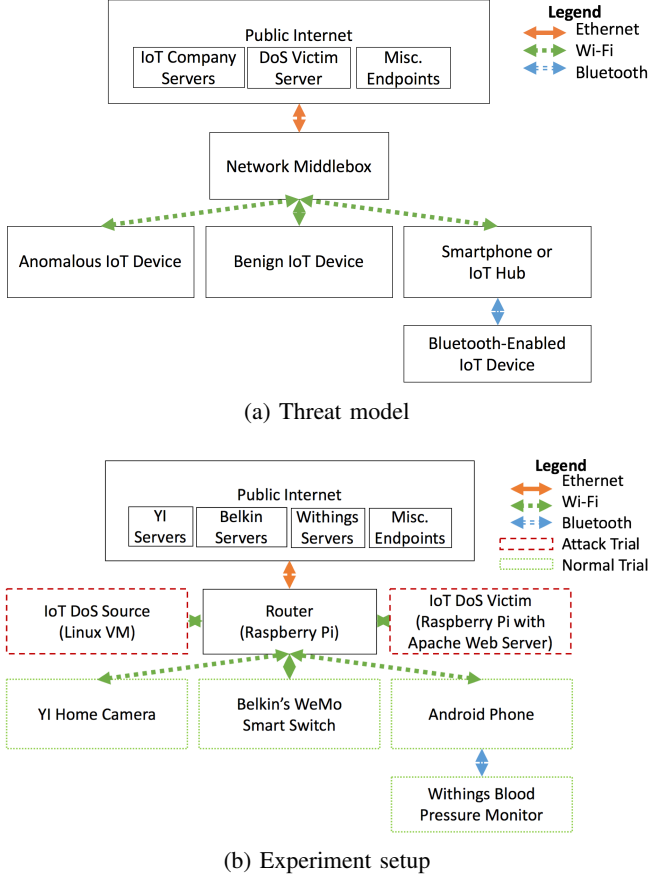 Public Internet
IoT Company
Servers
DoS Victim
Server
Misc.
Endpoints
Legend
Ethernet
Wi-Fi
Bluetooth
Network Middlebox
Anomalous IoT Device
Benign IoT Device
Smartphone or
IoT Hub
Bluetooth-Enabled
IoT Device
(a) Threat model
Public Internet
YI
Servers
Belkin
Servers
Withings
Servers
Misc.
Endpoints
Legend
Ethernet
Wi-Fi
Bluetooth
Attack Trial
Normal Trial
IoT DoS Source
(Linux VM)
Router
(Raspberry Pi)
IoT DoS Victim
(Raspberry Pi with
Apache Web Server)
YI Home Camera
Belkin's WeMo
Smart Switch
Android Phone
Withings Blood
Pressure Monitor
(b) Experiment setup